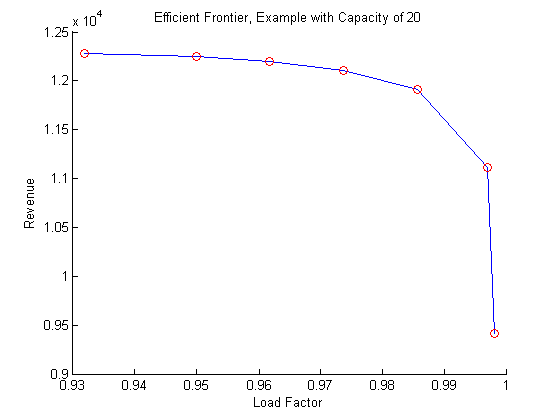 Efficient Frontier, Example with Capacity of 20
x 10^4
1.25
1.2
1.15
1.1
1.05
1
0.95
0.9
Revenue
0.93 0.94 0.95 0.96 0.97 0.98 0.99 1
Load Factor